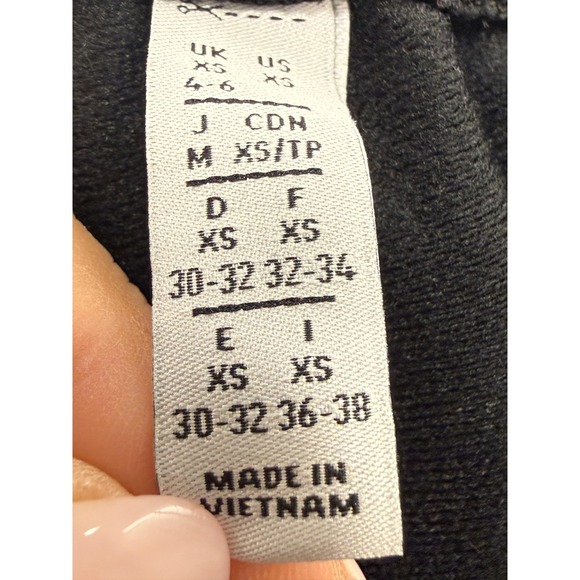 UK US
XS XS
4-6
J CDN
M XS/TP
D F
XS XS
30-32 32-34
E I
XS XS
30-32 36-38
MADE IN
VIETNAM